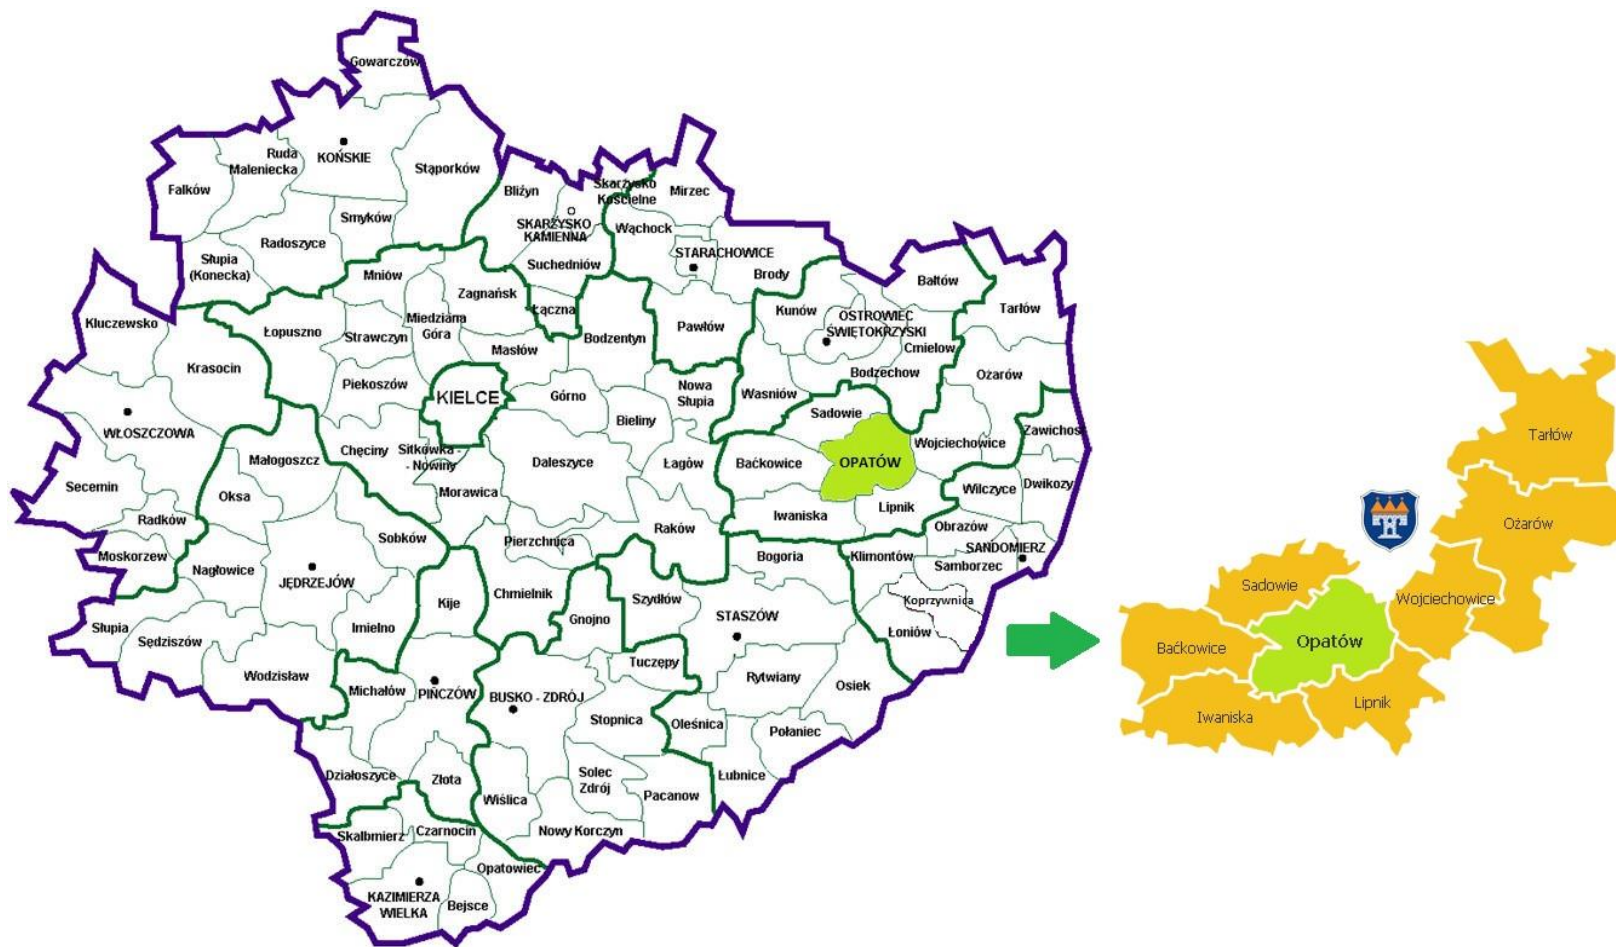 Gowarczów
Ruda
Maleniecka
KOŃSKIE
Stąporków
Falków
Smyków
Radoszyce
Słupia
(Konecka)
Bliżyn
Skarżysko
Kościelne
Mirzec
SKARŻYSKO
KAMIENNA
Wąchock
STARACHOWICE
Suchedniów
Brody
Mniów
Zagnańsk
Łączna
Bałtów
Tarłów
Kluczewsko
Łopuszno
Strawczyn
Miedziana
Góra
Masłów
Bodzentyn
Pawłów
Kunów
OSTROWIEC
ŚWIĘTOKRZYSKI
Cmielow
Krasocin
Piekoszów
KIELCE
Górno
Nowa
Słupia
Bodzechow
Ożarów
Wasniów
Bieliny
Sadowie
WŁOSZCZOWA
Chęciny
Sitkówka -
- Nowiny
Daleszyce
Łagów
Baćkowice
OPATÓW
Wojciechowice
Zawichost
Małogoszcz
Secemin
Oksa
Morawica
Wilczyce
Dwikozy
Radków
Iwaniska
Lipnik
Sobków
Pierzchnica
Raków
Obrazów
Moskorzew
Nagłowice
JĘDRZEJÓW
Bogoria
Klimontów
SANDOMIERZ
Samborzec
Kije
Chmielnik
Szydłów
Koprzywnica
Słupia
Sędziszów
Imielno
Gnojno
STASZÓW
Łoniów
Wodzisław
Michałów
PIŃCZÓW
BUSKO - ZDRÓJ
Tuczępy
Rytwiany
Osiek
Stopnica
Oleśnica
Połaniec
Działoszyce
Złota
Solec
Zdrój
Łubnice
Wiślica
Pacanow
Skalbmierz
Czarnocin
Nowy Korczyn
Opatowiec
KAZIMIERZA
WIELKA
Bejsce
Tarłów
Ożarów
Sadowie
Wojciechowice
Baćkowice
Opatów
Iwaniska
Lipnik